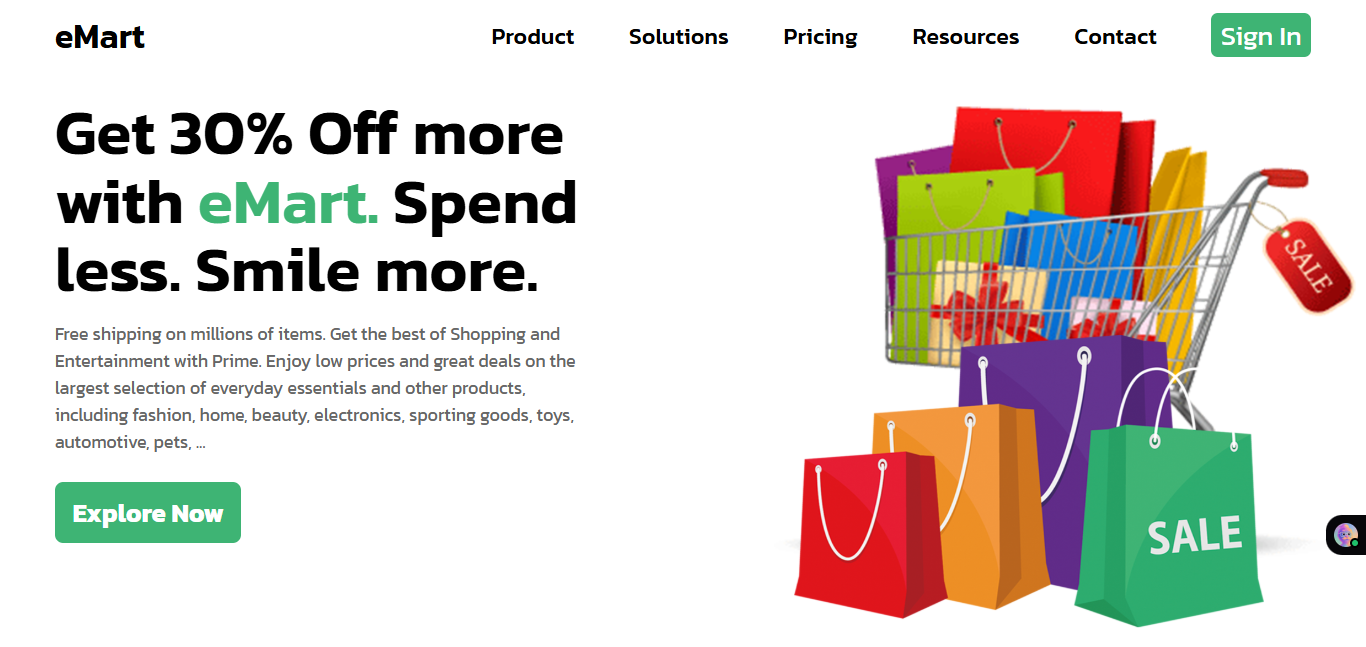 eMart
Product Solutions Pricing Resources Contact Sign In
Get 30% Off more
with eMart. Spend
less. Smile more.
Free shipping on millions of items. Get the best of Shopping and
Entertainment with Prime. Enjoy low prices and great deals on the
largest selection of everyday essentials and other products,
including fashion, home, beauty, electronics, sporting goods, toys,
automotive, pets, ...
Explore Now
SALE
SALE